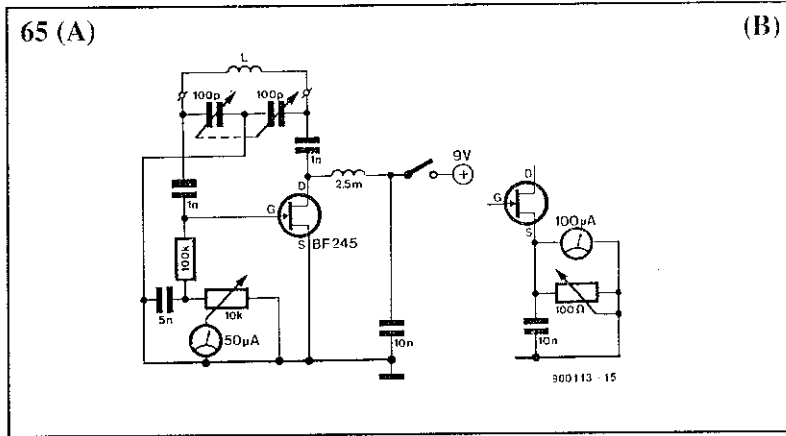 65 (A)
(B)
L
100p
100p
1n
9V
2.5m
D
1n
G
S
BF245
100k
5n
10k
50µA
10n
D
G
S
100µA
100Ω
10n
900113 - 15